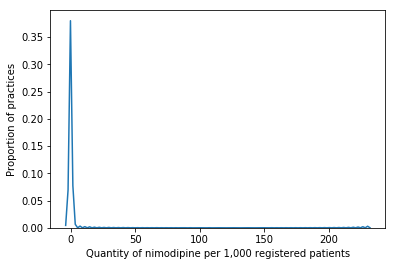 0.35
0.30
0.25
0.20
0.15
0.10
0.05
0.00
Proportion of practices
0 50 100 150 200
Quantity of nimodipine per 1,000 registered patients